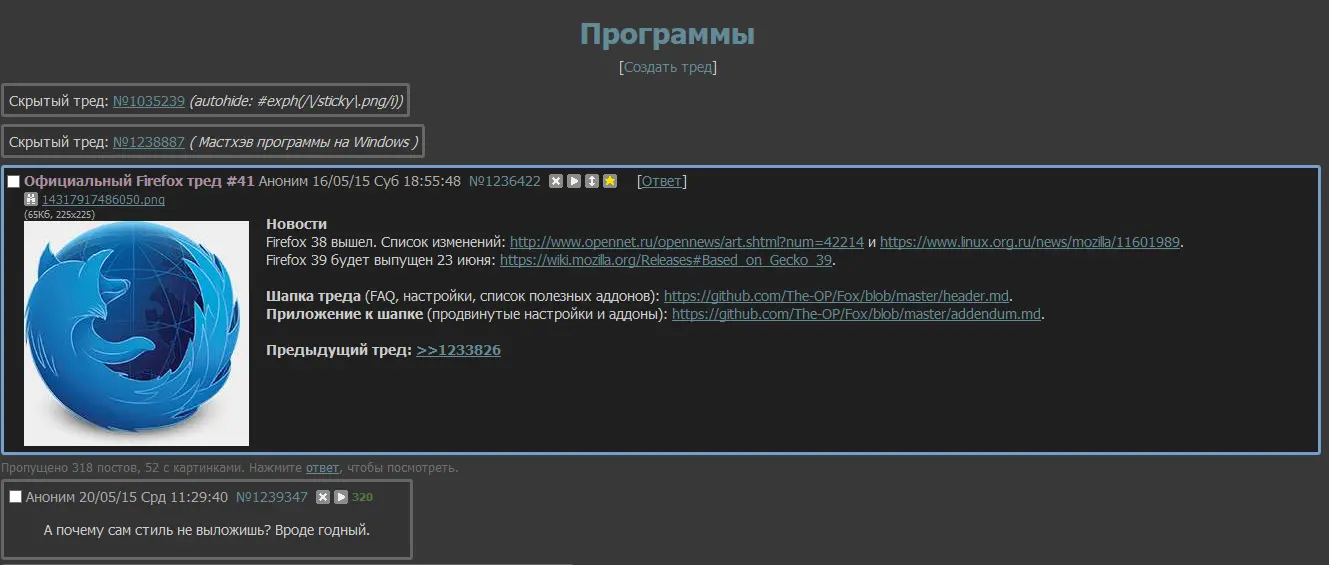 Программы
[Создать тред]
Скрытый тред: №1035239 (autohide: #exph(/\/sticky\.png/i))
Скрытый тред: №1238887 ( Мастхэв программы на Windows )
Официальный Firefox тред #41 Аноним 16/05/15 Суб 18:55:48 №1236422 [Ответ]
14317917486050.png
(65Кб, 225x225)
Новости
Firefox 38 вышел. Список изменений: http://www.opennet.ru/opennews/art.shtml?num=42214 и https://www.linux.org.ru/news/mozilla/11601989.
Firefox 39 будет выпущен 23 июня: https://wiki.mozilla.org/Releases#Based_on_Gecko_39.
Шапка треда (FAQ, настройки, список полезных аддонов): https://github.com/The-OP/Fox/blob/master/header.md.
Приложение к шапке (продвинутые настройки и аддоны): https://github.com/The-OP/Fox/blob/master/addendum.md.
Предыдущий тред: >>1233826
Пропущено 318 постов, 52 с картинками. Нажмите ответ, чтобы посмотреть.
Аноним 20/05/15 Срд 11:29:40 №1239347 320
А почему сам стиль не выложишь? Вроде годный.